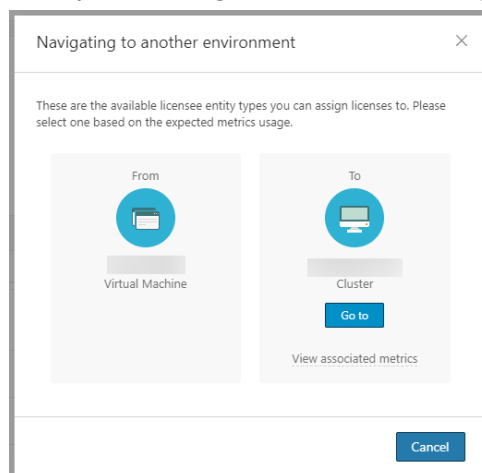 Navigating to another environment
These are the available licensee entity types you can assign licenses to. Please
select one based on the expected metrics usage.
From
Virtual Machine
To
Cluster
Go to
View associated metrics
Cancel